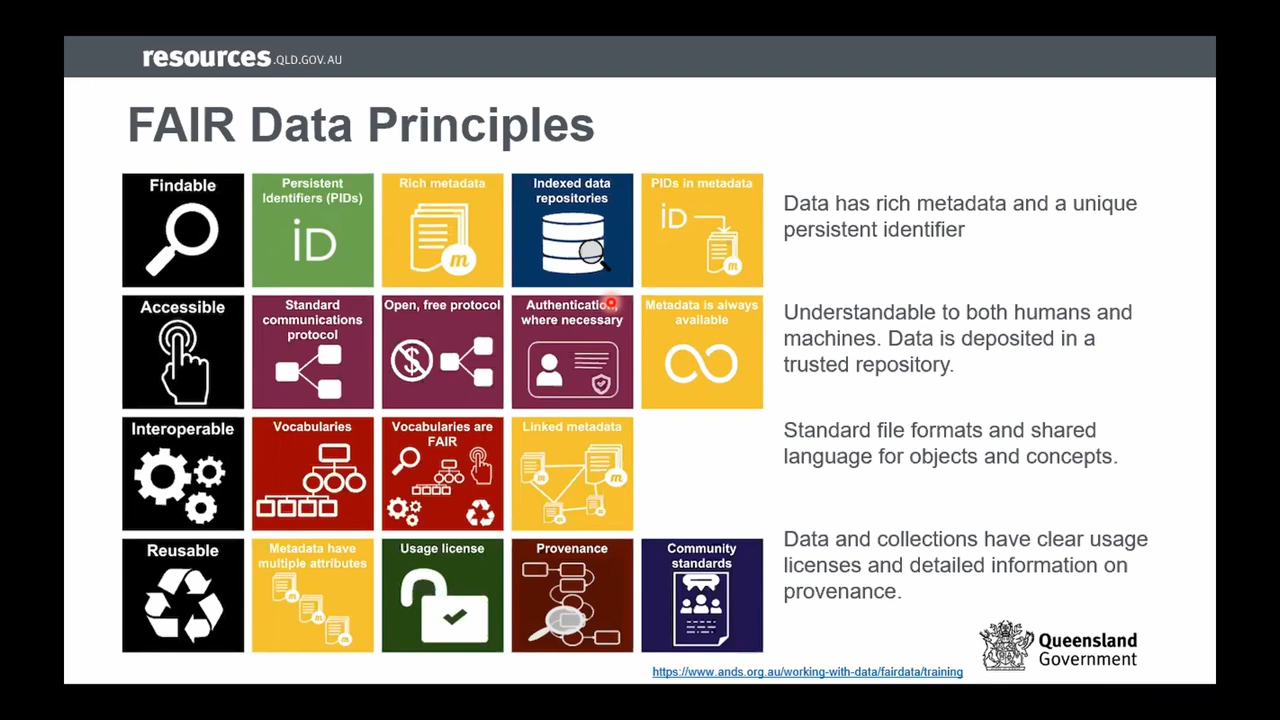 resources.QLD.GOV.AU
FAIR Data Principles
Findable
Persistent
Identifiers (PIDs)
iD
Rich metadata
m
Indexed data
repositories
PIDs in metadata
iD
m
Data has rich metadata and a unique
persistent identifier
Accessible
Standard
communications
protocol
Open, free protocol
$
Authentication,
where necessary
Metadata is always
available
Understandable to both humans and
machines. Data is deposited in a
trusted repository.
Interoperable
Vocabularies
Vocabularies are
FAIR
Linked metadata
m
m
m
m
Standard file formats and shared
language for objects and concepts.
Reusable
Metadata have
multiple attributes
m
m
m
Usage license
Provenance
Community
standards
Data and collections have clear usage
licenses and detailed information on
provenance.
Queensland
Government
https://www.ands.org.au/working-with-data/fairdata/training